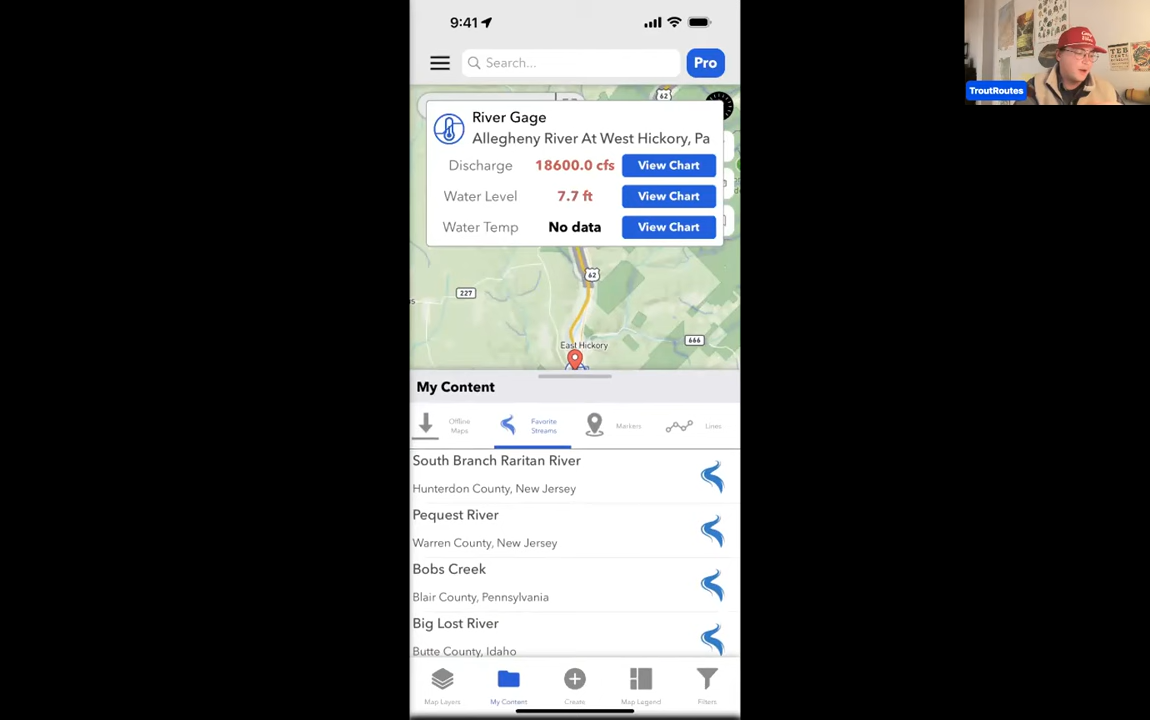 9:41
Search...
Pro
TroutRoutes
62
River Gage
Allegheny River At West Hickory, Pa
Discharge 18600.0 cfs View Chart
Water Level 7.7 ft View Chart
Water Temp No data View Chart
62
227
666
East Hickory
My Content
Offline
Maps
Favorite
Streams
Markers
Lines
South Branch Raritan River
Hunterdon County, New Jersey
Pequest River
Warren County, New Jersey
Bobs Creek
Blair County, Pennsylvania
Big Lost River
Butte County, Idaho
Map Layers
My Content
Create
Map Legend
Filters